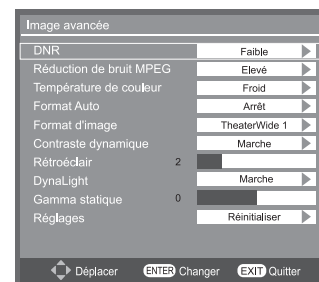 Image avancée
DNR Faible
Réduction de bruit MPEG Elevé
Température de couleur Froid
Format Auto Arrêt
Format d'image TheaterWide 1
Contraste dynamique Marche
Rétroéclair 2
DynaLight Marche
Gamma statique 0
Réglages Réinitialiser
Déplacer ENTER Changer EXIT Quitter